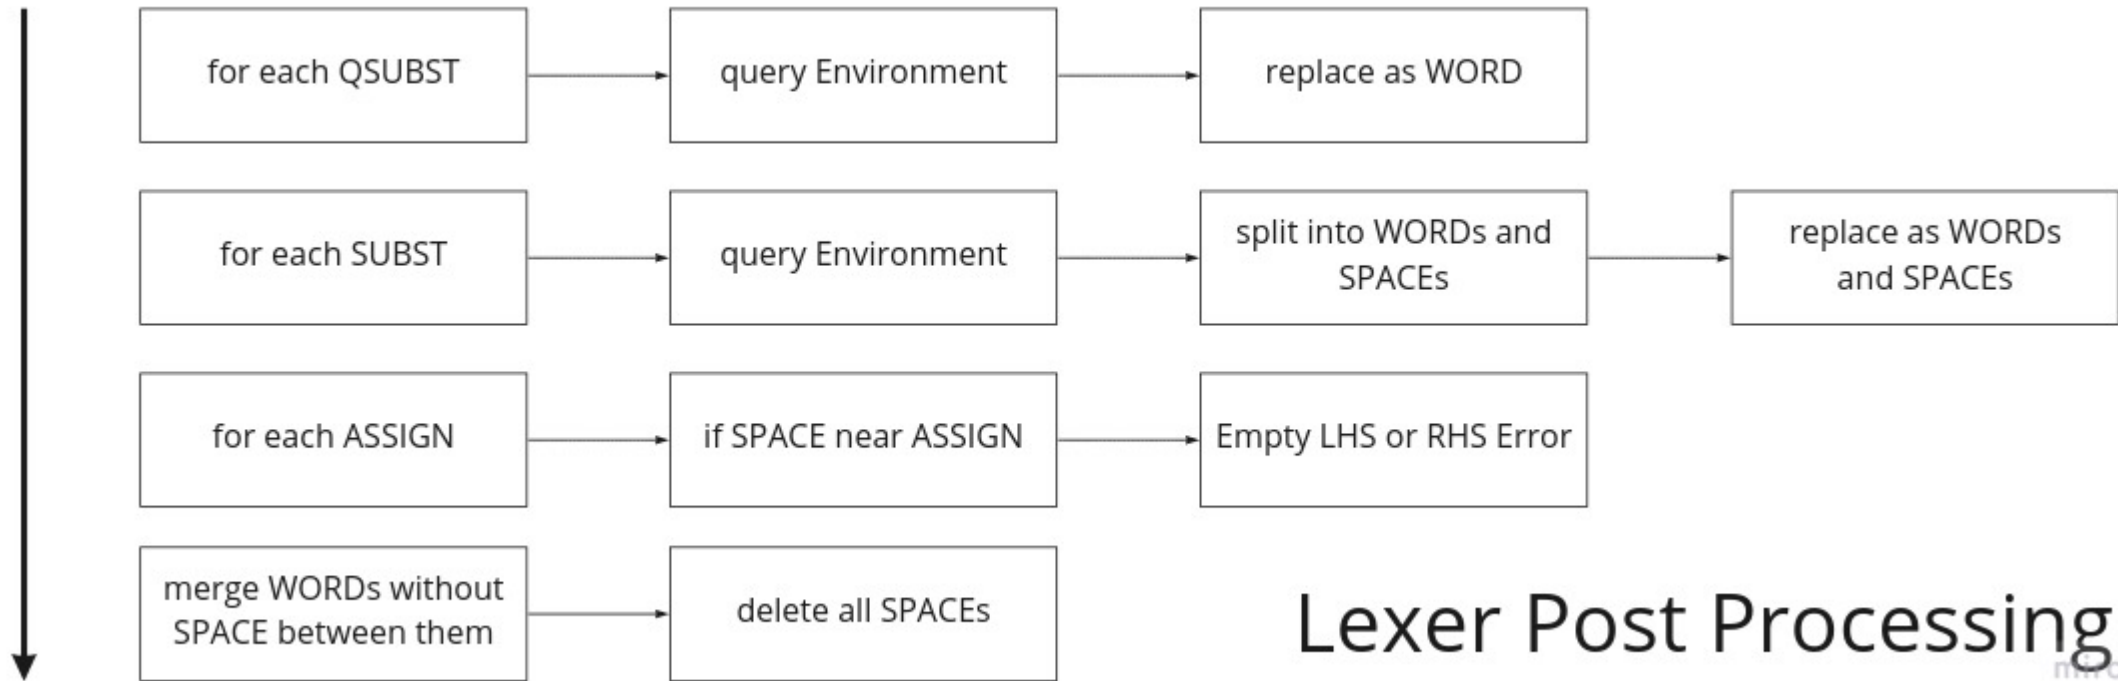 for each QSUBST
query Environment
replace as WORD
for each SUBST
query Environment
split into WORDs and
SPACEs
replace as WORDs
and SPACEs
for each ASSIGN
if SPACE near ASSIGN
Empty LHS or RHS Error
merge WORDs without
SPACE between them
delete all SPACEs
Lexer Post Processing